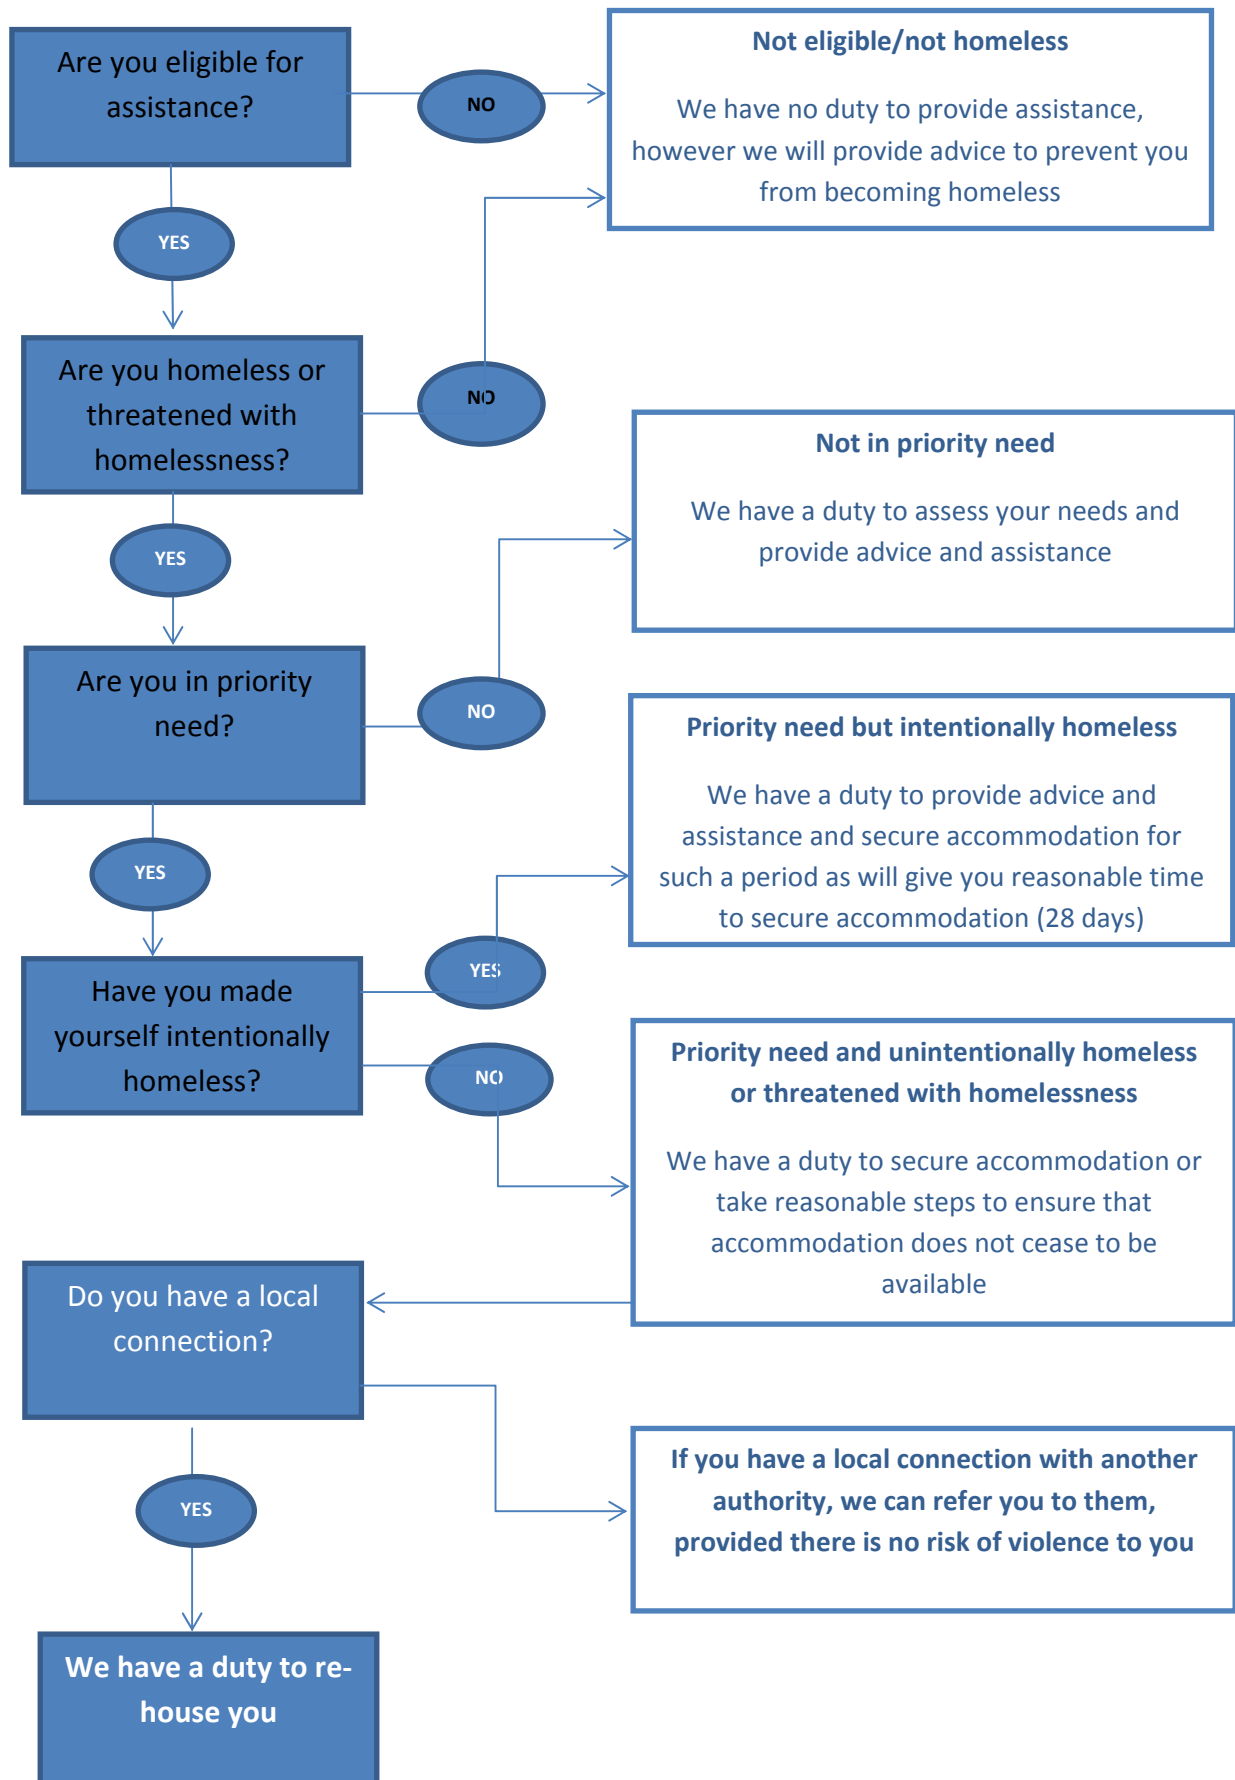 Are you eligible for
assistance?
NO
Not eligible/not homeless
We have no duty to provide assistance,
however we will provide advice to prevent you
from becoming homeless
YES
Are you homeless or
threatened with
homelessness?
NO
Not in priority need
We have a duty to assess your needs and
provide advice and assistance
YES
Are you in priority
need?
NO
Priority need but intentionally homeless
We have a duty to provide advice and
assistance and secure accommodation for
such a period as will give you reasonable time
to secure accommodation (28 days)
YES
Have you made
yourself intentionally
homeless?
YES
NO
Priority need and unintentionally homeless
or threatened with homelessness
We have a duty to secure accommodation or
take reasonable steps to ensure that
accommodation does not cease to be
available
Do you have a local
connection?
If you have a local connection with another
authority, we can refer you to them,
provided there is no risk of violence to you
YES
We have a duty to re-
house you